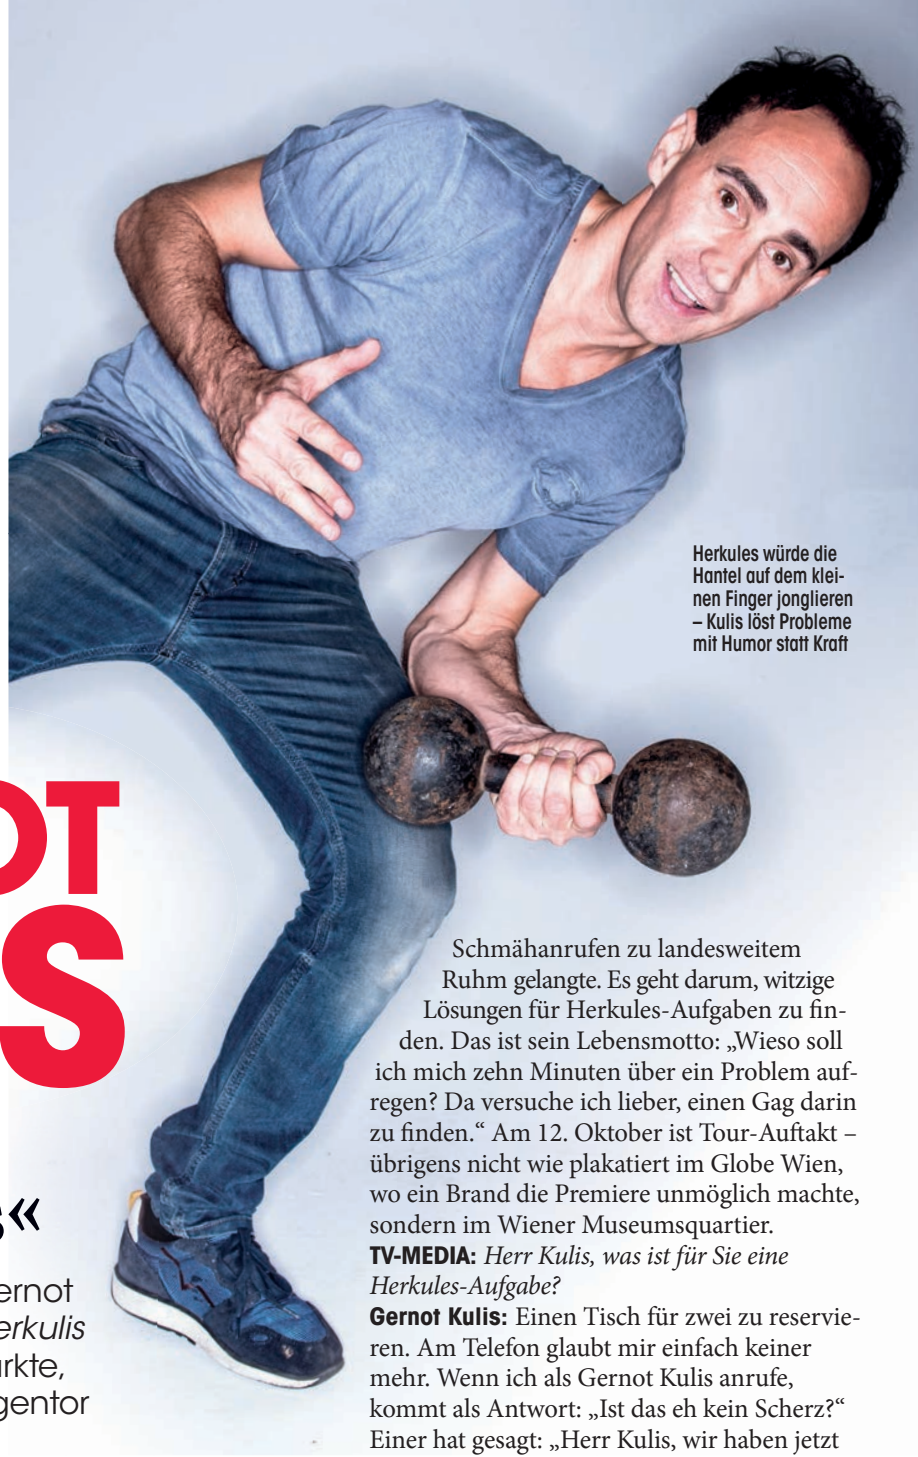 Herkules würde die
Hantel auf dem klei-
nen Finger jonglieren
– Kulis löst Probleme
mit Humor statt Kraft
OT
S
s«
ernot
erkulis
rkte,
gentor
Schmähanrufen zu landesweitem
Ruhm gelangte. Es geht darum, witzige
Lösungen für Herkules-Aufgaben zu fin-
den. Das ist sein Lebensmotto: „Wieso soll
ich mich zehn Minuten über ein Problem auf-
regen? Da versuche ich lieber, einen Gag darin
zu finden.“ Am 12. Oktober ist Tour-Auftakt –
übrigens nicht wie plakatiert im Globe Wien,
wo ein Brand die Premiere unmöglich machte,
sondern im Wiener Museumsquartier.
TV-MEDIA: Herr Kulis, was ist für Sie eine
Herkules-Aufgabe?
Gernot Kulis: Einen Tisch für zwei zu reservie-
ren. Am Telefon glaubt mir einfach keiner
mehr. Wenn ich als Gernot Kulis anrufe,
kommt als Antwort: „Ist das eh kein Scherz?“
Einer hat gesagt: „Herr Kulis, wir haben jetzt